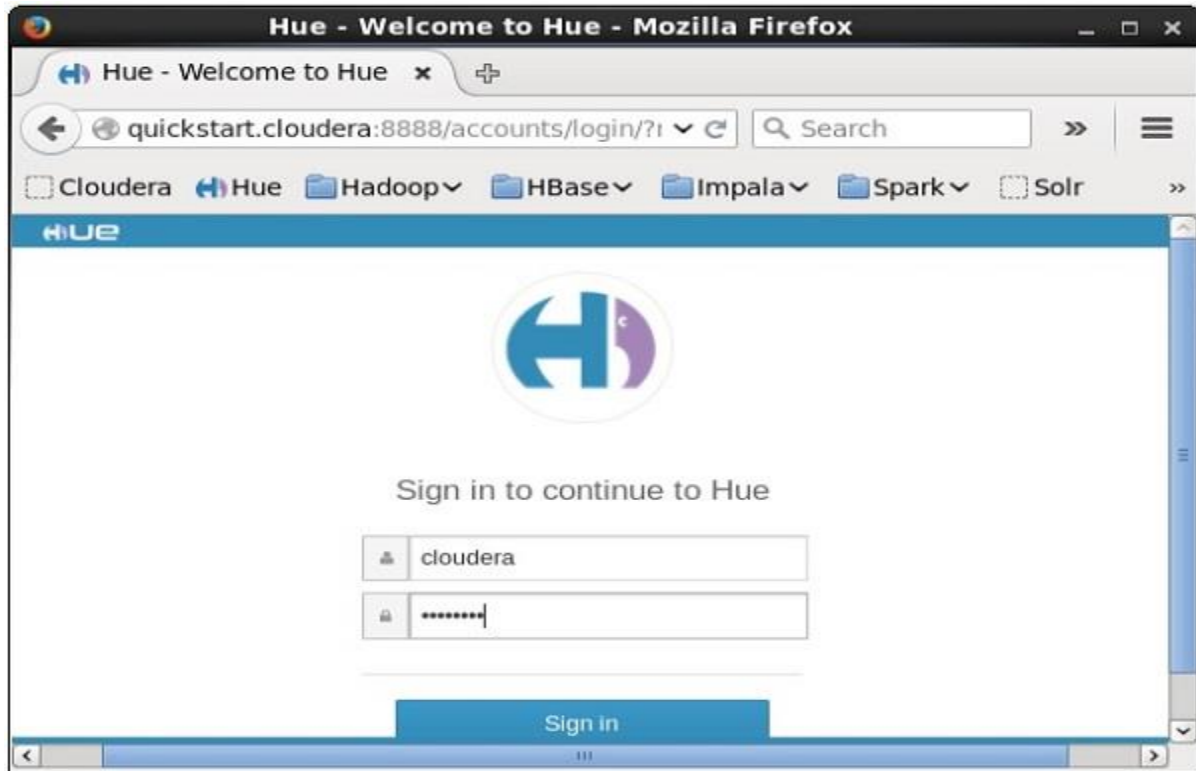 Hue - Welcome to Hue - Mozilla Firefox
Hue - Welcome to Hue
quickstart.cloudera:8888/accounts/login/?
Search
Cloudera Hue Hadoop HBase Impala Spark Solr
HUE
Sign in to continue to Hue
cloudera
••••••••
Sign in